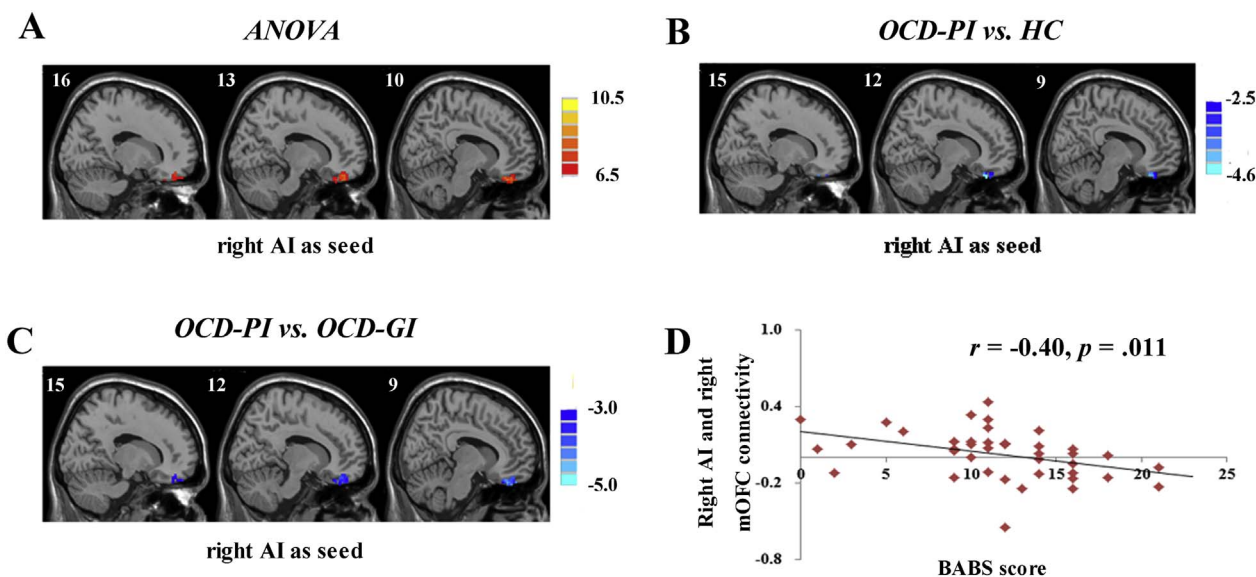 A
ANOVA
16
13
10
10.5
6.5
right AI as seed
B
OCD-PI vs. HC
15
12
9
-2.5
-4.6
right AI as seed
C
OCD-PI vs. OCD-GI
15
12
9
-3.0
-5.0
right AI as seed
D
r = -0.40, p = .011
Right AI and right
mOFC connectivity
1.0
0.4
-0.2
-0.8
0
5
10
15
20
25
BABS score